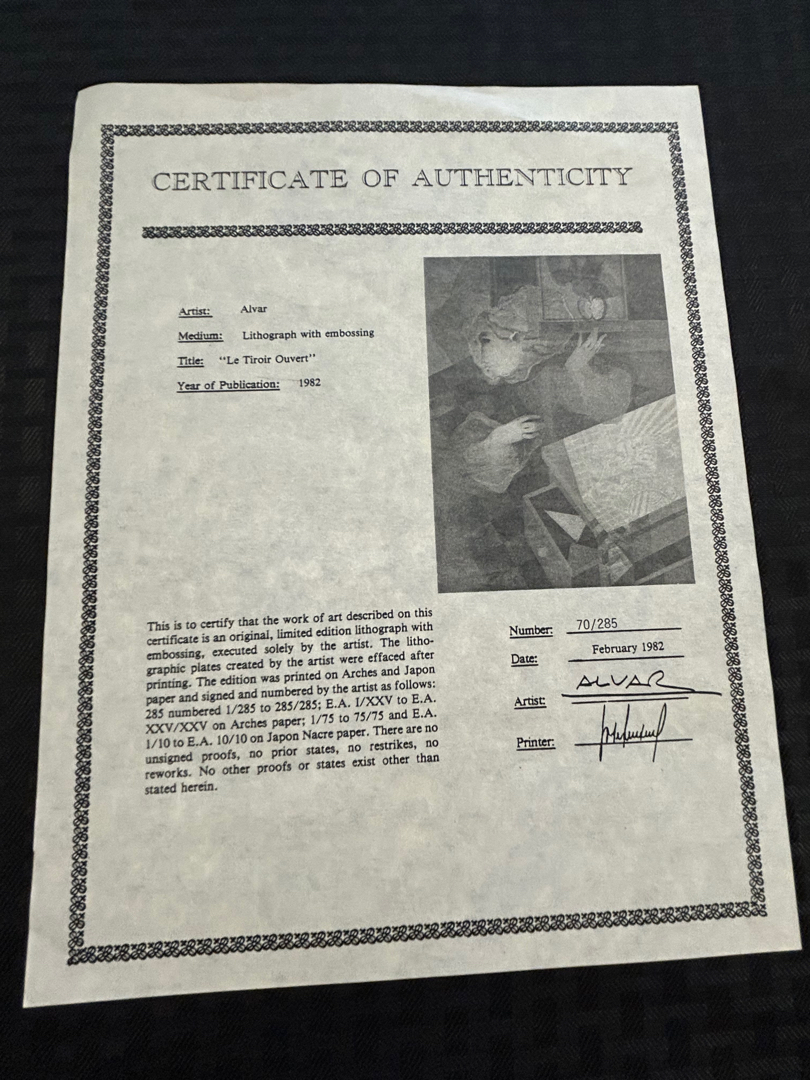 CERTIFICATE OF AUTHENTICITY
Artist: Alvar
Medium: Lithograph with embossing
Title: "Le Tiroir Ouvert"
Year of Publication: 1982
This is to certify that the work of art described on this
certificate is an original, limited edition lithograph with
embossing, executed solely by the artist. The litho-
graphic plates created by the artist were effaced after
printing. The edition was printed on Arches and Japon
paper and signed and numbered by the artist as follows:
285 numbered 1/285 to 285/285; E.A. I/XXV to E.A.
XXV/XXV on Arches paper; 1/75 to 75/75 and E.A.
1/10 to E.A. 10/10 on Japon Nacre paper. There are no
unsigned proofs, no prior states, no restrikes, no
reworks. No other proofs or states exist other than
stated herein.
Number: 70/285
Date: February 1982
Artist: ALVAR
Printer: